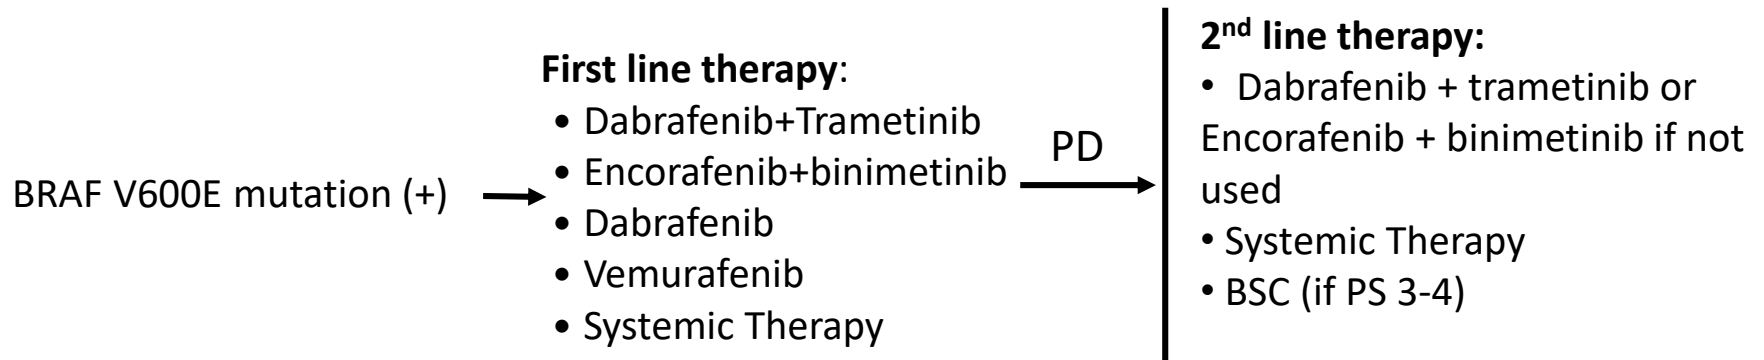 BRAF V600E mutation (+)
First line therapy:
• Dabrafenib+Trametinib
• Encorafenib+binimetinib
• Dabrafenib
• Vemurafenib
• Systemic Therapy
PD
2nd line therapy:
• Dabrafenib + trametinib or
Encorafenib + binimetinib if not
used
• Systemic Therapy
• BSC (if PS 3-4)